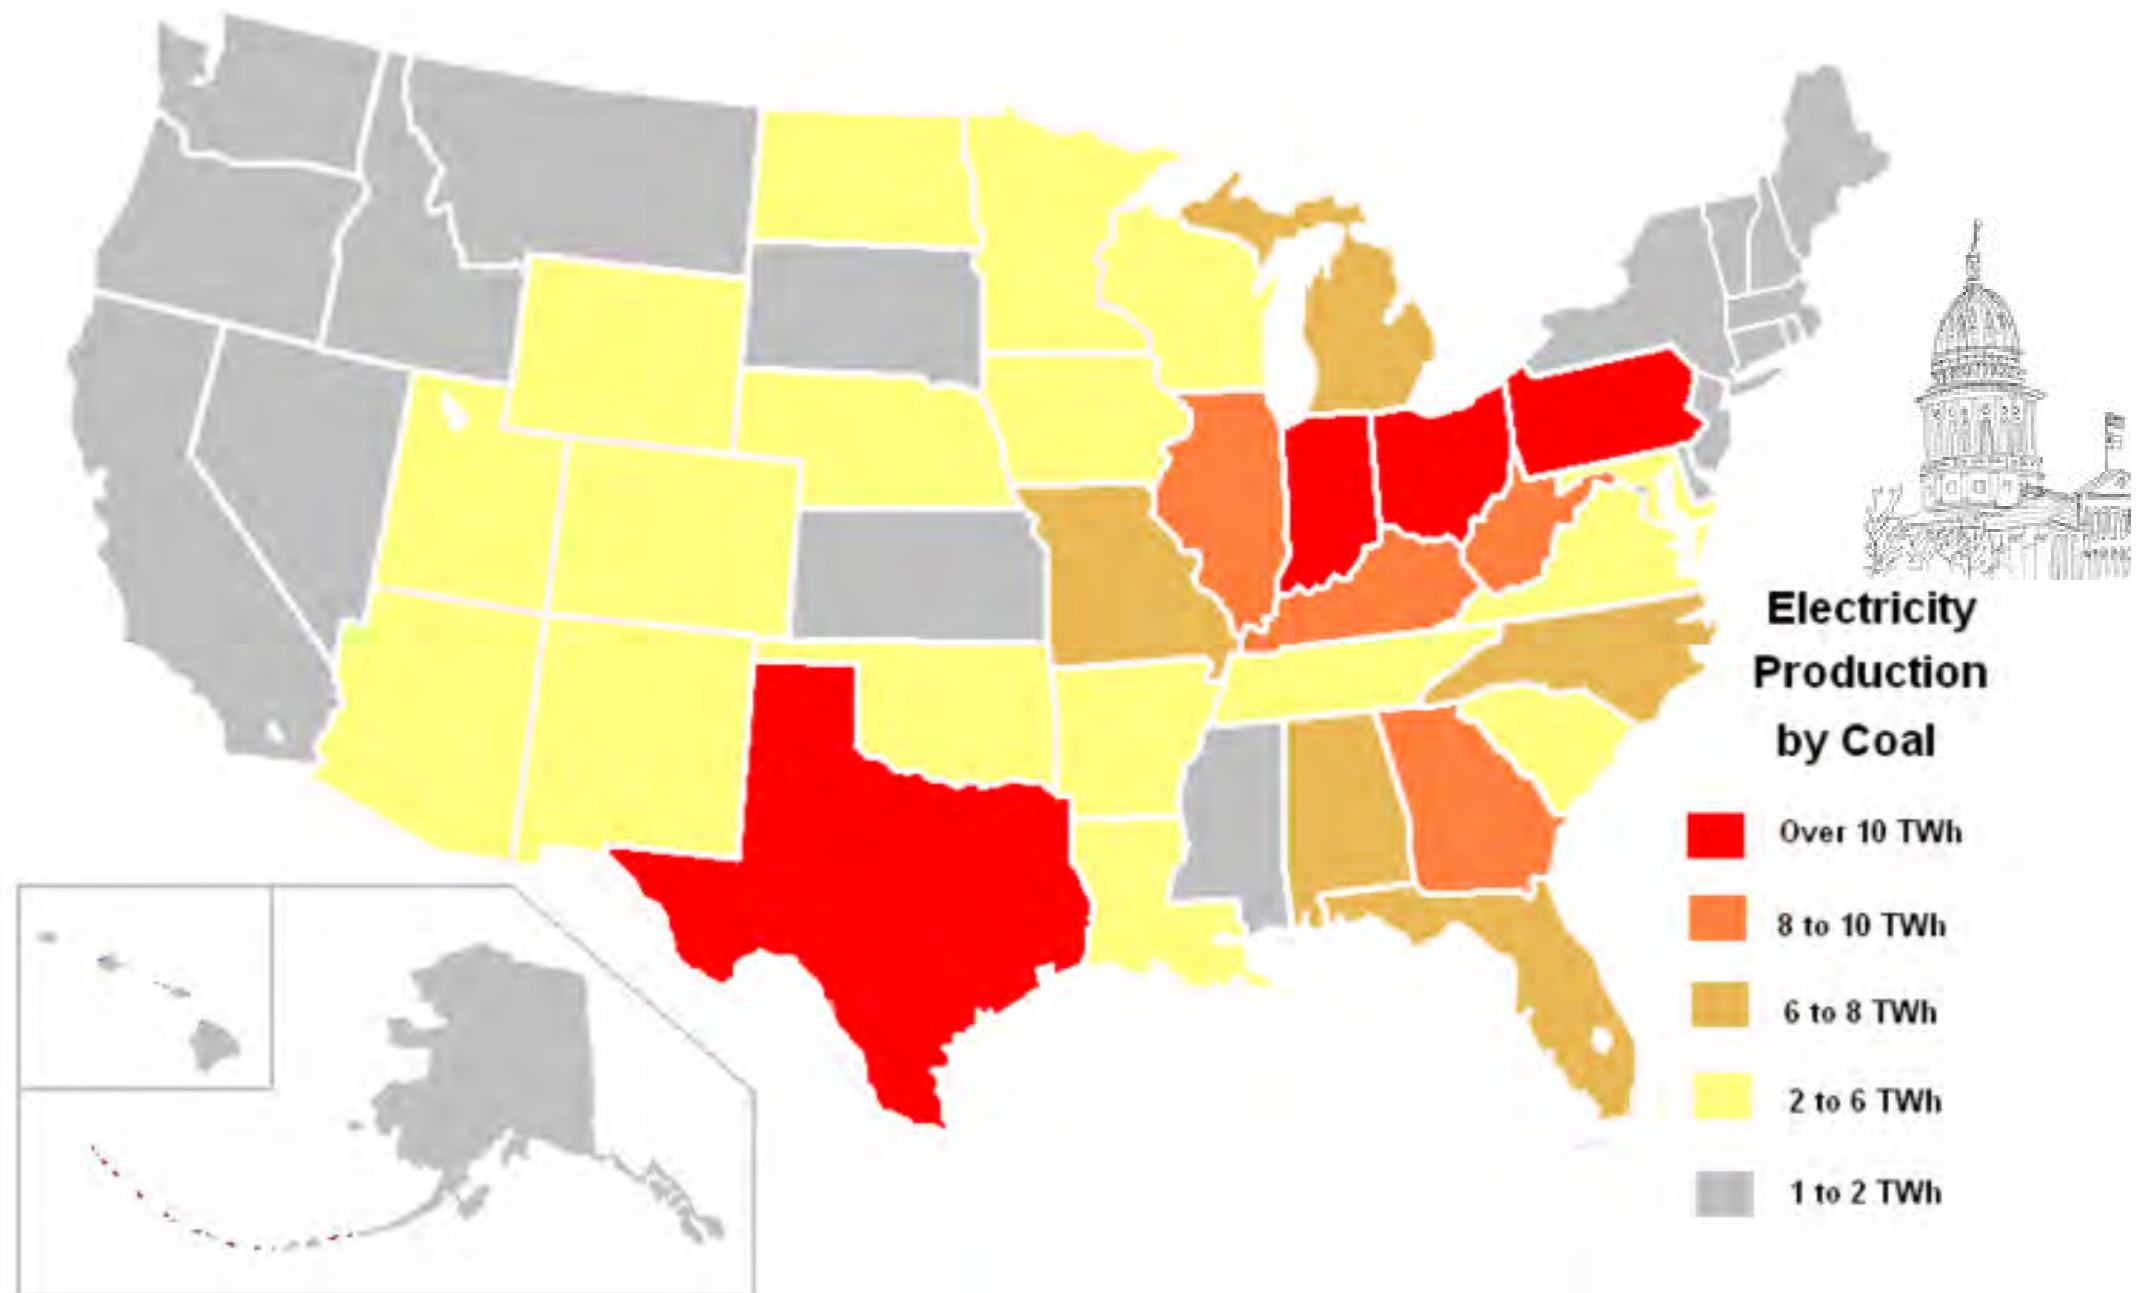 Electricity
Production
by Coal
Over 10 TWh
8 to 10 TWh
6 to 8 TWh
2 to 6 TWh
1 to 2 TWh